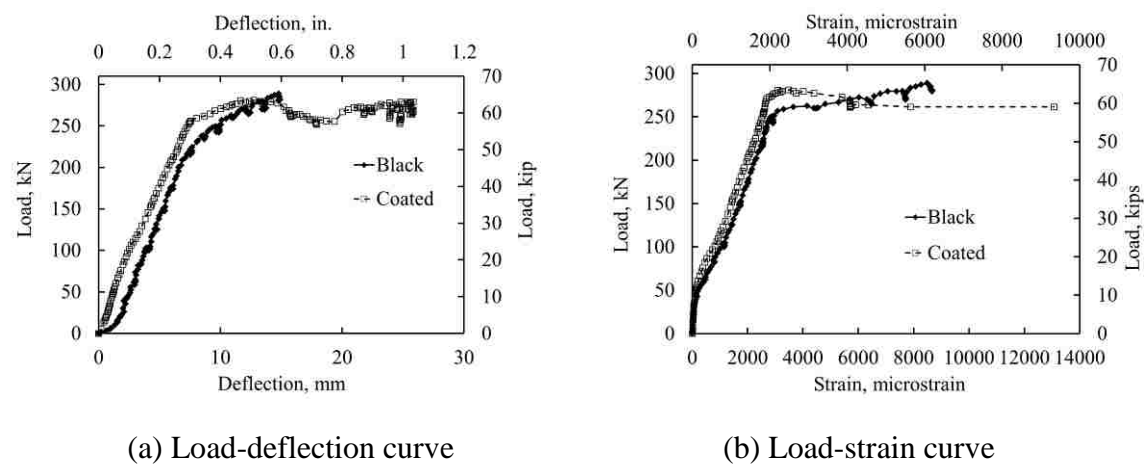 Deflection, in.
0 0.2 0.4 0.6 0.8 1 1.2
300
250
200
150
100
50
0
Load, kN
70
60
50
40
30
20
10
0
Load, kip
Black
Coated
0 10 20 30
Deflection, mm
(a) Load-deflection curve
Strain, microstrain
0 2000 4000 6000 8000 10000
300
250
200
150
100
50
0
Load, kN
70
60
50
40
30
20
10
0
Load, kips
Black
Coated
0 2000 4000 6000 8000 10000 12000 14000
Strain, microstrain
(b) Load-strain curve